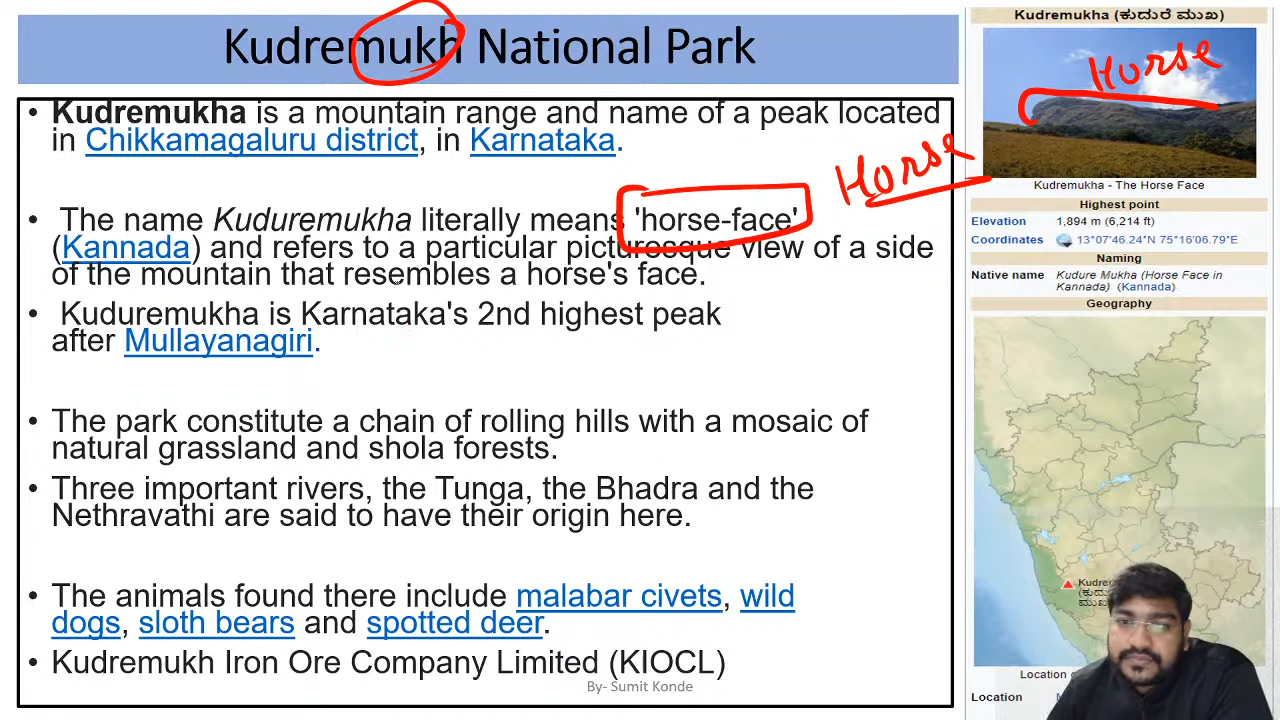 Kudremukh National Park
• Kudremukha is a mountain range and name of a peak located
in Chikkamagaluru district, in Karnataka.
• The name Kuduremukha literally means 'horse-face'
(Kannada) and refers to a particular picturesque view of a side
of the mountain that resembles a horse's face.
• Kuduremukha is Karnataka's 2nd highest peak
after Mullayanagiri.
• The park constitute a chain of rolling hills with a mosaic of
natural grassland and shola forests.
• Three important rivers, the Tunga, the Bhadra and the
Nethravathi are said to have their origin here.
• The animals found there include malabar civets, wild
dogs, sloth bears and spotted deer.
• Kudremukh Iron Ore Company Limited (KIOCL)
By- Sumit Konde
Horse
Kudremukha (ಕುದುರೆ ಮುಖ)
Horse
Kudremukha - The Horse Face
Highest point
Elevation 1,894 m (6,214 ft)
Coordinates 13°07′46.24″N 75°16′06.79″E
Naming
Native name Kudure Mukha (Horse Face in
Kannada) (Kannada)
Geography
Location
Location